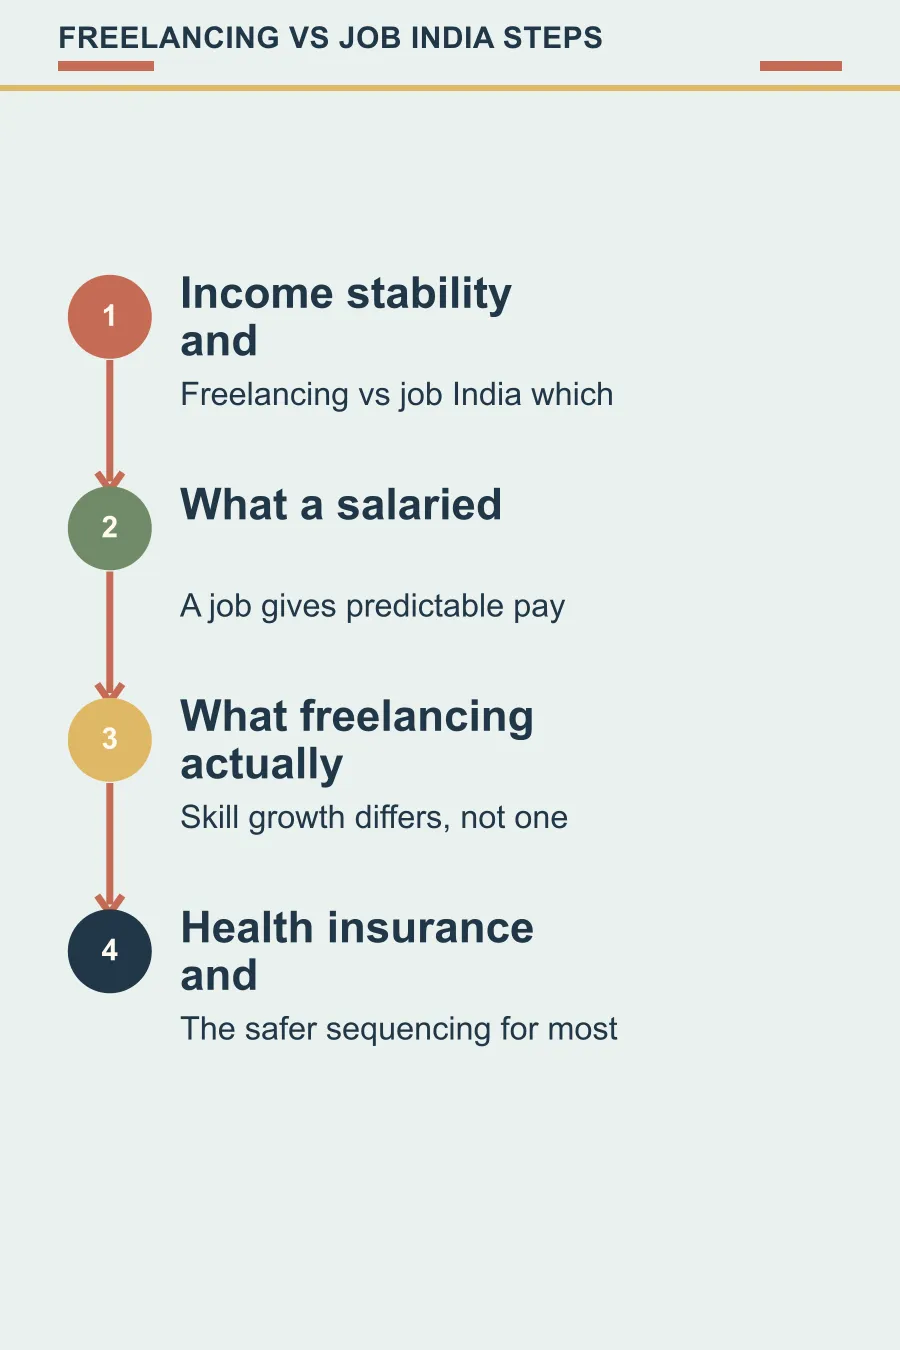 FREELANCING VS JOB INDIA STEPS
1
Income stability
and
Freelancing vs job India which
2
What a salaried
A job gives predictable pay
3
What freelancing
actually
Skill growth differs, not one
4
Health insurance
and
The safer sequencing for most